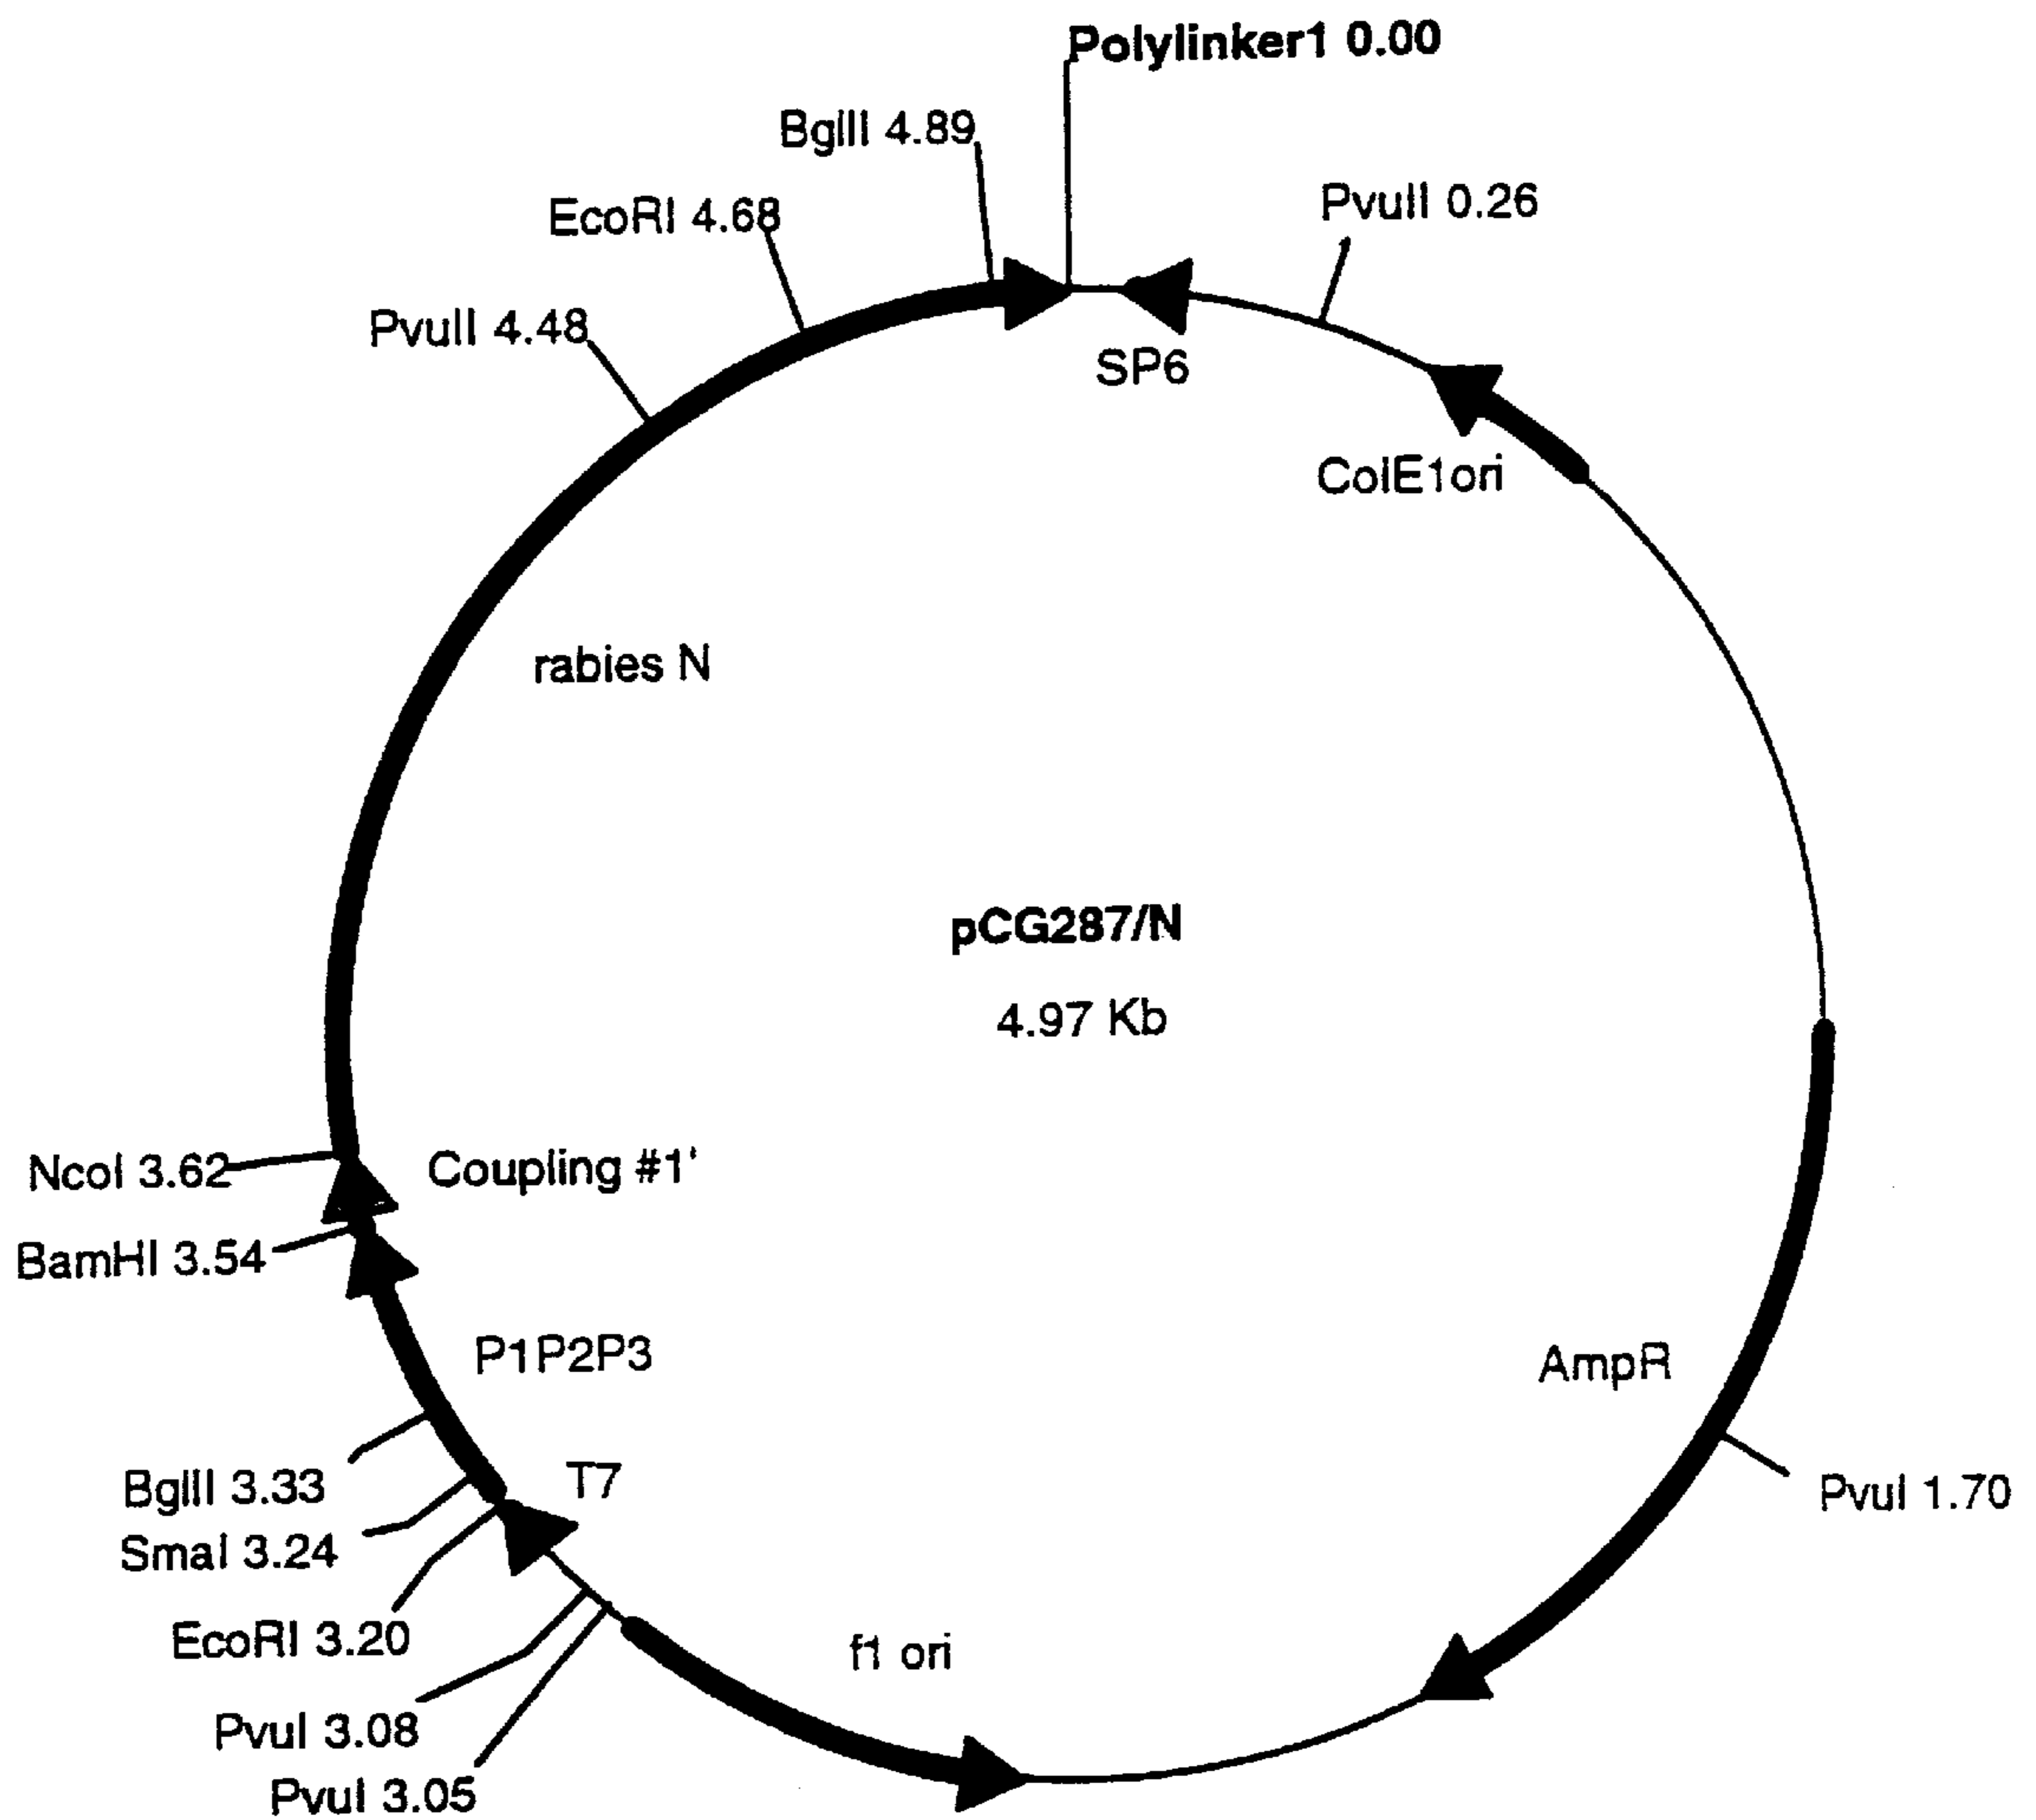 Polylinker1 0.00
BglII 4.89
PvuII 0.26
EcoRI 4.68
PvuII 4.48
SP6
ColE1ori
rabies N
pCG287/N
4.97 Kb
NcoI 3.62
Coupling #1'
BamHI 3.54
P1P2P3
AmpR
T7
BglII 3.33
PvuI 1.70
SmaI 3.24
EcoRI 3.20
f1 ori
PvuI 3.08
PvuI 3.05